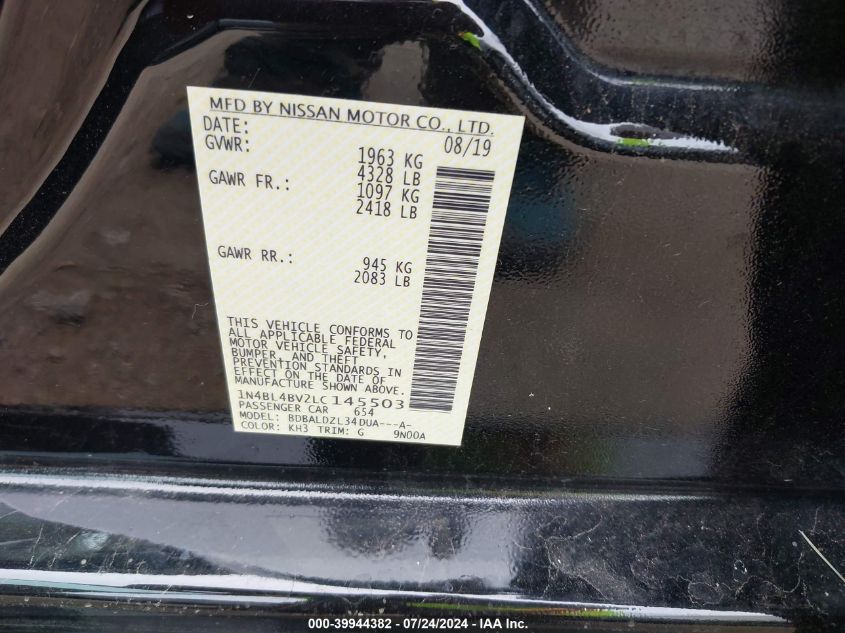 MFD BY NISSAN MOTOR CO., LTD.
DATE: 08/19
GVWR: 1963 KG
4328 LB
GAWR FR.: 1097 KG
2418 LB
GAWR RR.: 945 KG
2083 LB
THIS VEHICLE CONFORMS TO
ALL APPLICABLE FEDERAL
MOTOR VEHICLE SAFETY,
BUMPER, AND THEFT
PREVENTION STANDARDS IN
EFFECT ON THE DATE OF
MANUFACTURE SHOWN ABOVE.
1N4BL4BV2LC145503
PASSENGER CAR 654
MODEL: BDBALDZL34DUA---A-
COLOR: KH3 TRIM: G 9N00A
000-39944382 - 07/24/2024 - IAA Inc.